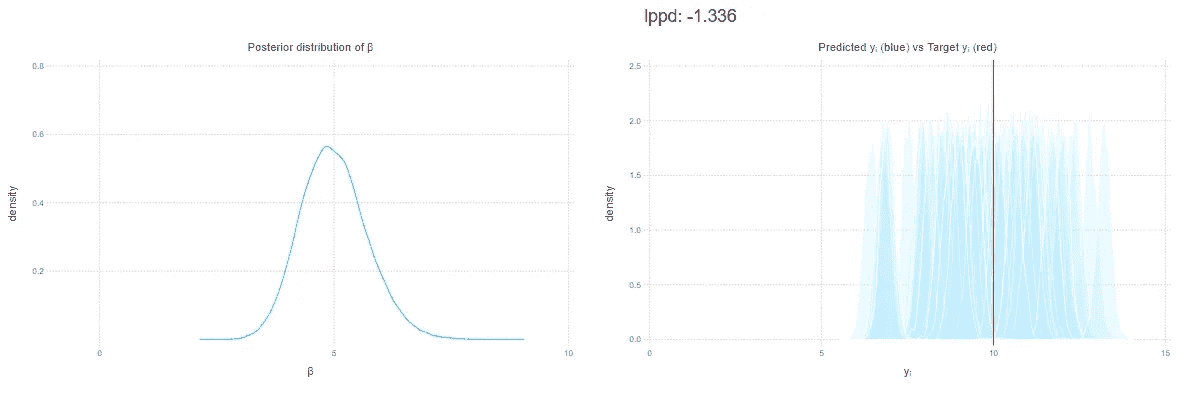 lppd: -1.336
Posterior distribution of β
0.8
0.6
0.4
0.2
density
0 5 10
β
Predicted yᵢ (blue) vs Target yᵢ (red)
2.5
2.0
1.5
1.0
0.5
0.0
density
0 5 10 15
yᵢ